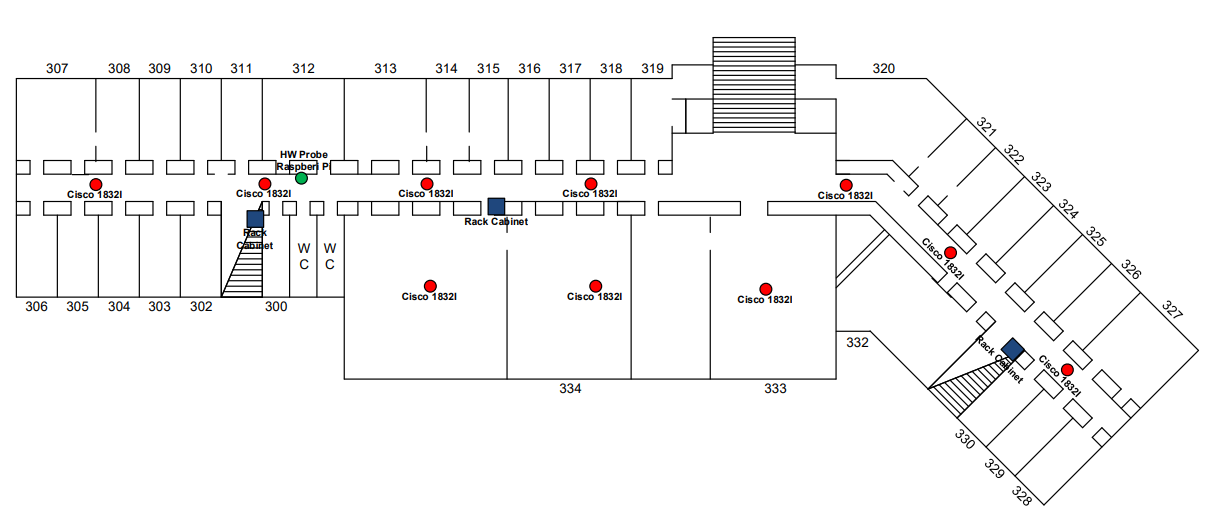 307 308 309 310 311 312 313 314 315 316 317 318 319 320
321
322
323
324
325
326
327
HW Probe
Raspberi Pi
Cisco 1832I
Cisco 1832I
Cisco 1832I
Cisco 1832I
Cisco 1832I
Rack
Cabinet
Rack Cabinet
W
C
W
C
Cisco 1832I
Cisco 1832I
Cisco 1832I
Cisco 1832I
Rack Cabinet
Cisco 1832I
306 305 304 303 302 300
332
334
333
330
329
328